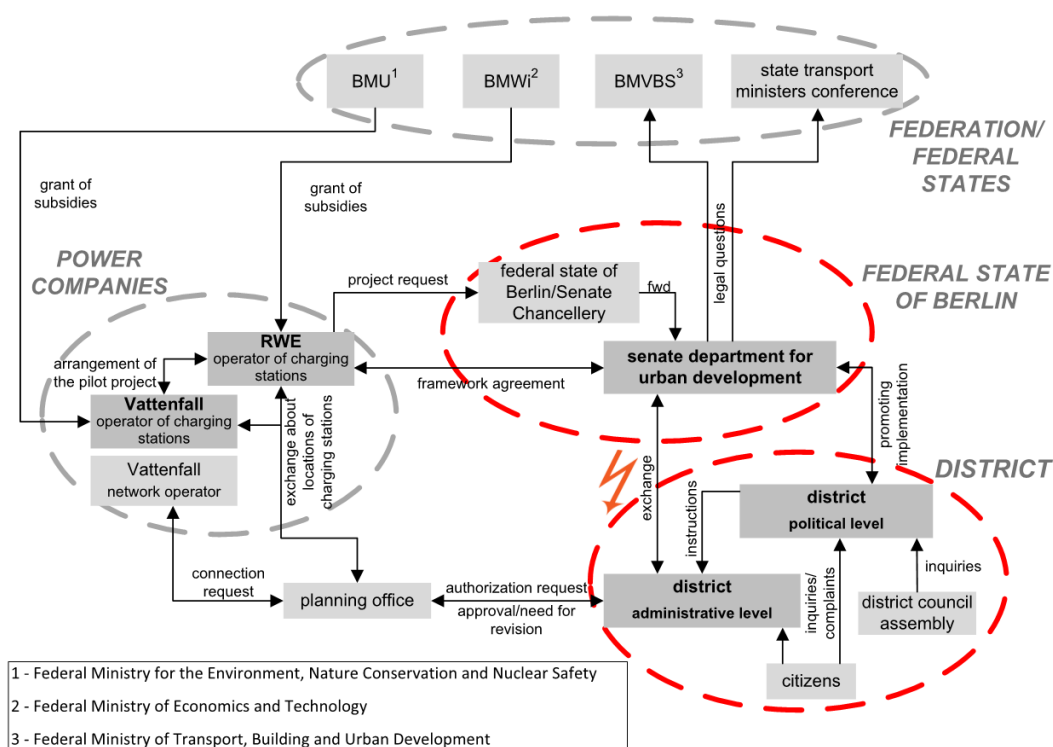 BMU¹
BMWi²
BMVBS³
state transport
ministers conference
FEDERATION/
FEDERAL
STATES
grant of
subsidies
grant of
subsidies
legal questions
POWER
COMPANIES
project request
federal state of
Berlin/Senate
Chancellery
fwd
FEDERAL STATE
OF BERLIN
RWE
operator of charging
stations
arrangement of
the pilot project
framework agreement
senate department for
urban development
Vattenfall
operator of charging
stations
exchange about
locations of
charging stations
promoting
implementation
Vattenfall
network operator
exchange
DISTRICT
district
political level
instructions
connection
request
planning office
authorization request
approval/need for
revision
district
administrative level
inquiries/
complaints
inquiries
district council
assembly
citizens
1 - Federal Ministry for the Environment, Nature Conservation and Nuclear Safety
2 - Federal Ministry of Economics and Technology
3 - Federal Ministry of Transport, Building and Urban Development